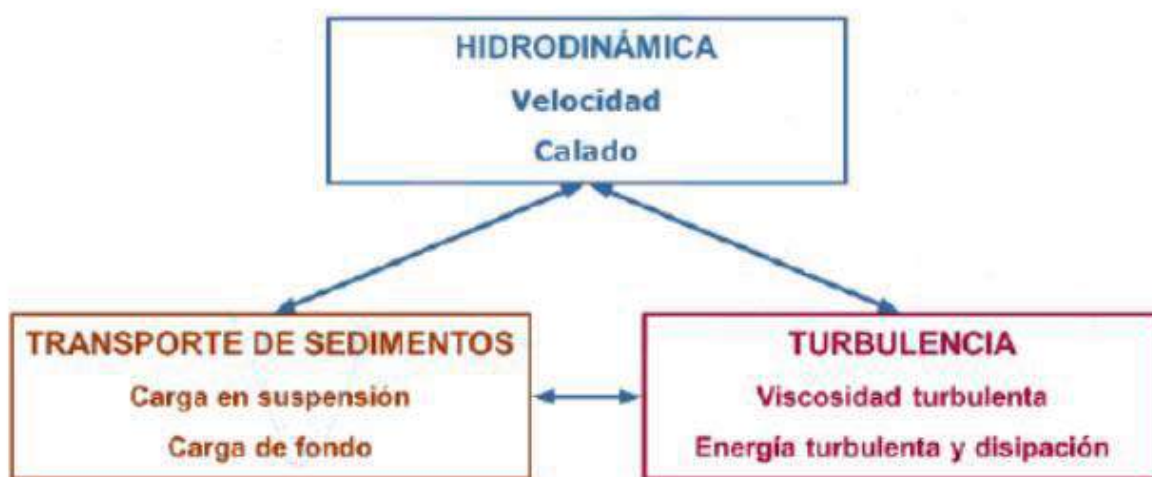 HIDRODINÁMICA
Velocidad
Calado
TRANSPORTE DE SEDIMENTOS
Carga en suspensión
Carga de fondo
TURBULENCIA
Viscosidad turbulenta
Energía turbulenta y disipación